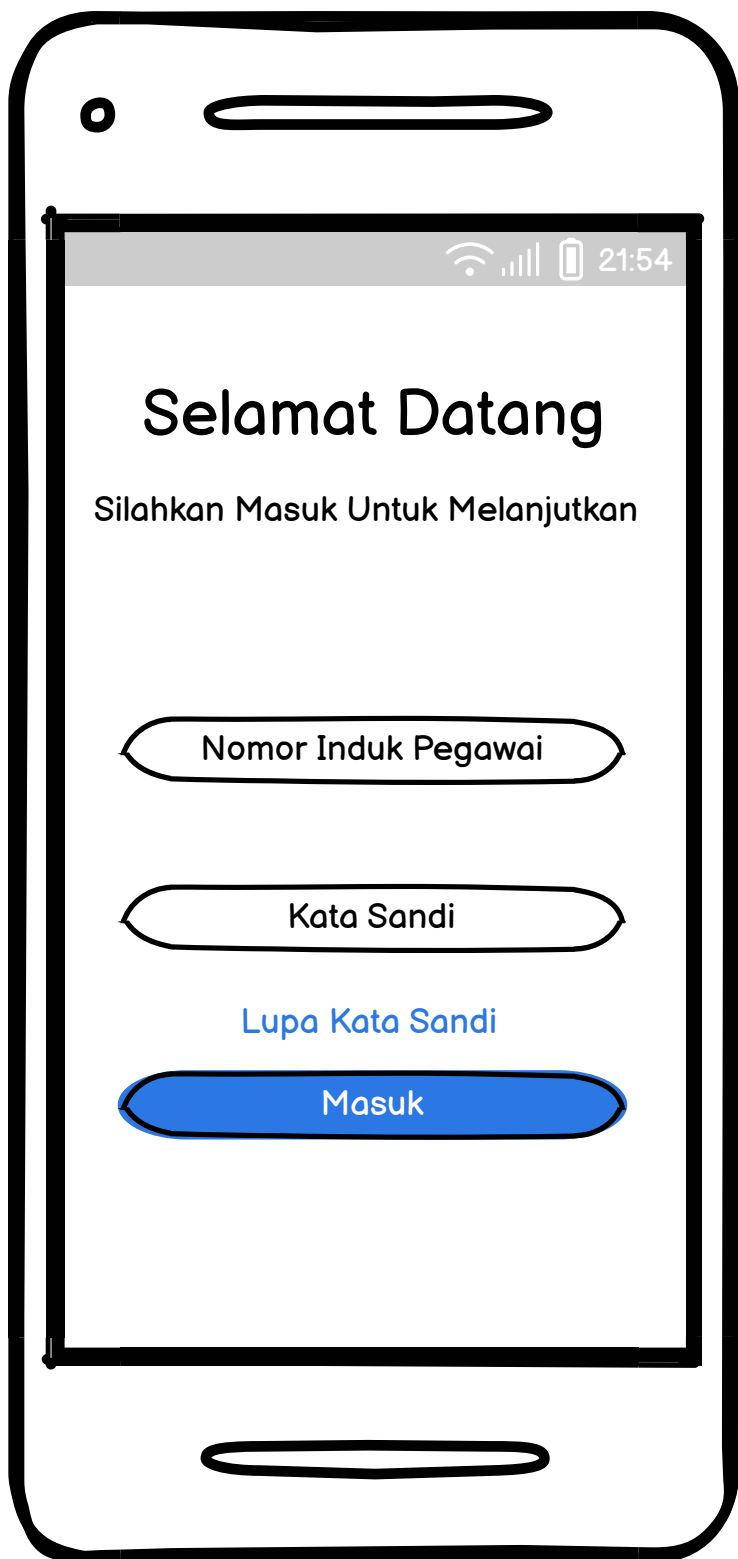 21:54
Selamat Datang
Silahkan Masuk Untuk Melanjutkan
Nomor Induk Pegawai
Kata Sandi
Lupa Kata Sandi
Masuk